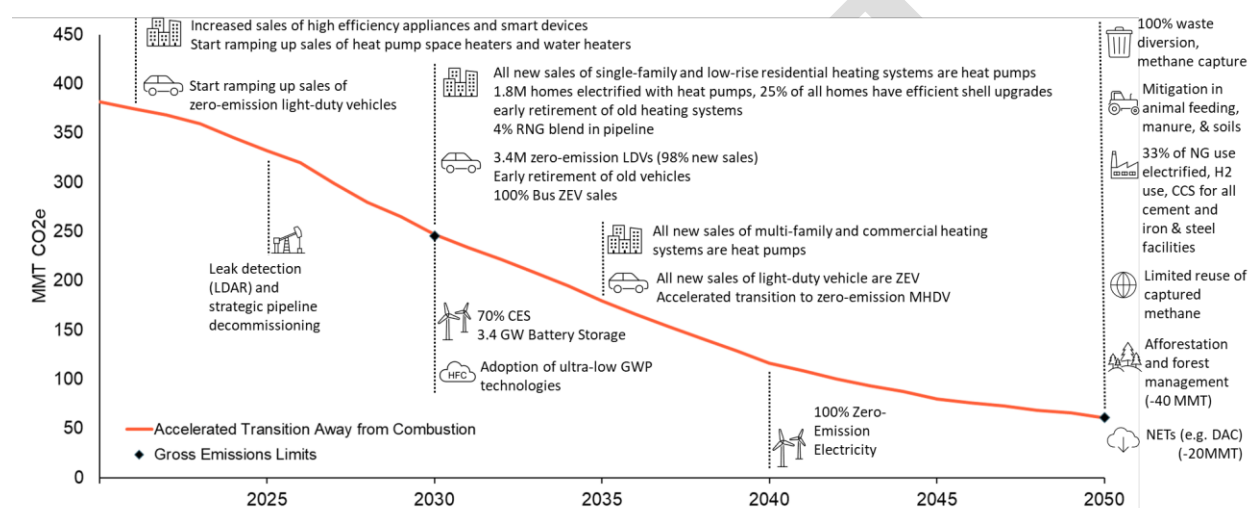 Increased sales of high efficiency appliances and smart devices
Start ramping up sales of heat pump space heaters and water heaters
Start ramping up sales of
zero-emission light-duty vehicles
All new sales of single-family and low-rise residential heating systems are heat pumps
1.8M homes electrified with heat pumps, 25% of all homes have efficient shell upgrades
early retirement of old heating systems
4% RNG blend in pipeline
3.4M zero-emission LDVs (98% new sales)
Early retirement of old vehicles
100% Bus ZEV sales
All new sales of multi-family and commercial heating
systems are heat pumps
All new sales of light-duty vehicle are ZEV
Accelerated transition to zero-emission MHDV
Leak detection
(LDAR) and
strategic pipeline
decommissioning
70% CES
3.4 GW Battery Storage
HFC
Adoption of ultra-low GWP
technologies
100% Zero-
Emission
Electricity
100% waste
diversion,
methane capture
Mitigation in
animal feeding,
manure, & soils
33% of NG use
electrified, H2
use, CCS for all
cement and
iron & steel
facilities
Limited reuse of
captured
methane
Afforestation
and forest
management
(-40 MMT)
NETs (e.g. DAC)
(-20MMT)
MMT CO2e
450
400
350
300
250
200
150
100
50
0
Accelerated Transition Away from Combustion
Gross Emissions Limits
2025
2030
2035
2040
2045
2050